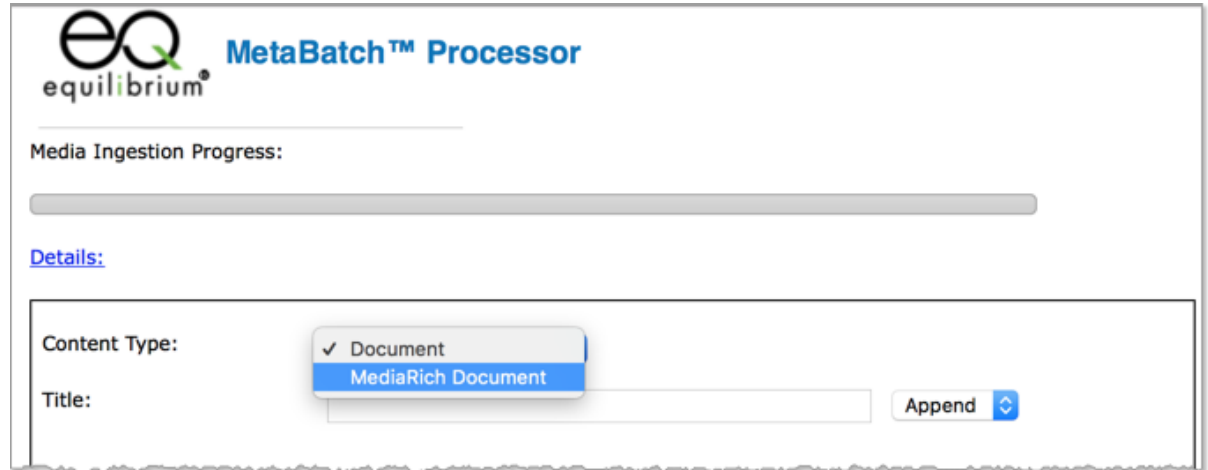 eQ
equilibrium®
MetaBatch™ Processor
Media Ingestion Progress:
Details:
Content Type:
✓ Document
MediaRich Document
Title:
Append